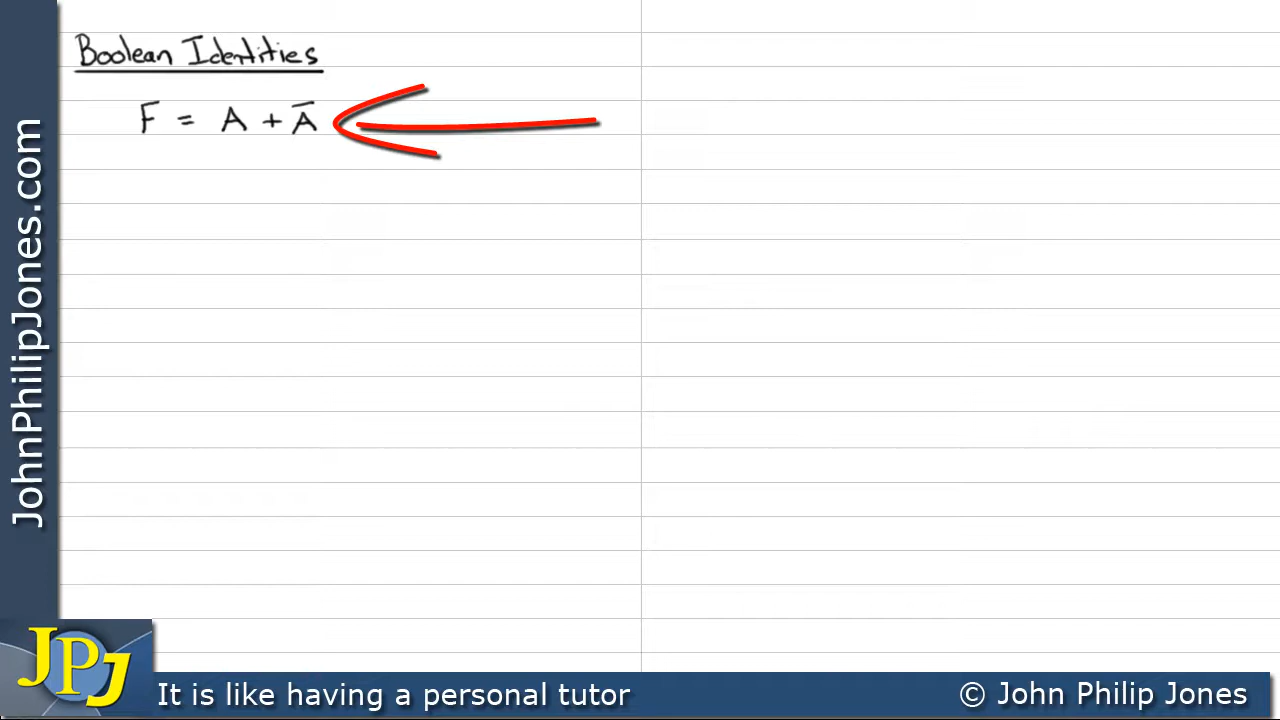 Boolean Identities
F = A + Ā
JohnPhilipJones.com
JPJ
It is like having a personal tutor
© John Philip Jones